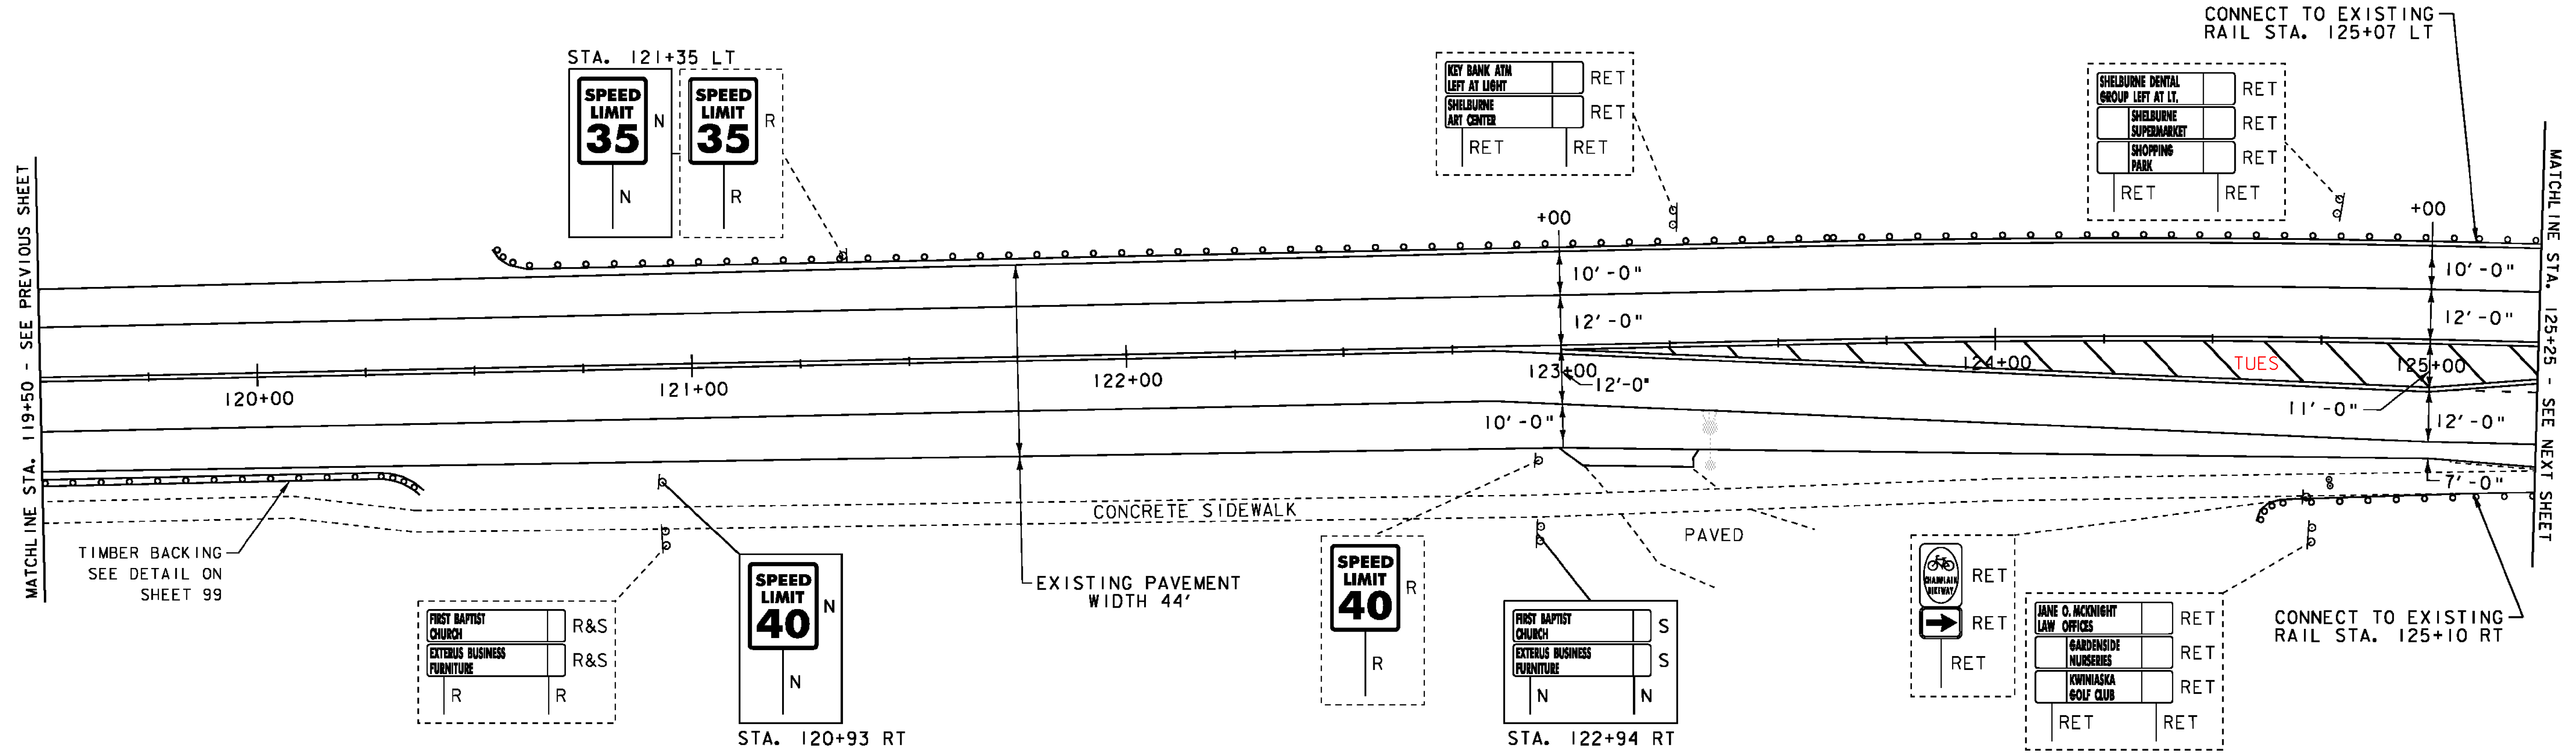 CONNECT TO EXISTING
RAIL STA. 125+07 LT
STA. 121+35 LT
SPEED
LIMIT
35
N
N
SPEED
LIMIT
35
R
R
KEY BANK ATM
LEFT AT LIGHT
RET
SHELBURNE
ART CENTER
RET
RET
RET
SHELBURNE DENTAL
GROUP LEFT AT LT.
RET
SHELBURNE
SUPERMARKET
RET
SHOPPING
PARK
RET
RET
RET
MATCHLINE STA. 119+50 - SEE PREVIOUS SHEET
MATCHLINE STA. 125+25 - SEE NEXT SHEET
+00
+00
10'-0"
10'-0"
12'-0"
12'-0"
120+00
121+00
122+00
123+00
124+00
TUES
125+00
12'-0"
11'-0"
10'-0"
12'-0"
7'-0"
CONCRETE SIDEWALK
PAVED
TIMBER BACKING
SEE DETAIL ON
SHEET 99
EXISTING PAVEMENT
WIDTH 44'
FIRST BAPTIST
CHURCH
R&S
EXTERUS BUSINESS
FURNITURE
R&S
R
R
SPEED
LIMIT
40
N
N
STA. 120+93 RT
SPEED
LIMIT
40
R
R
FIRST BAPTIST
CHURCH
S
EXTERUS BUSINESS
FURNITURE
S
N
N
STA. 122+94 RT
CHAMPLAIN
BIKEWAY
RET
RET
RET
JANE O. MCKNIGHT
LAW OFFICES
RET
GARDENSIDE
NURSERIES
RET
KWINIASKA
GOLF CLUB
RET
RET
RET
CONNECT TO EXISTING
RAIL STA. 125+10 RT